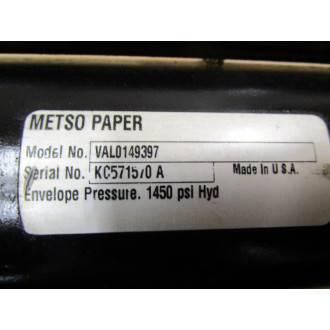 METSO PAPER
Model No. VAL0149397
Serial No. KC571570 A Made In U.S.A.
Envelope Pressure. 1450 psi Hyd